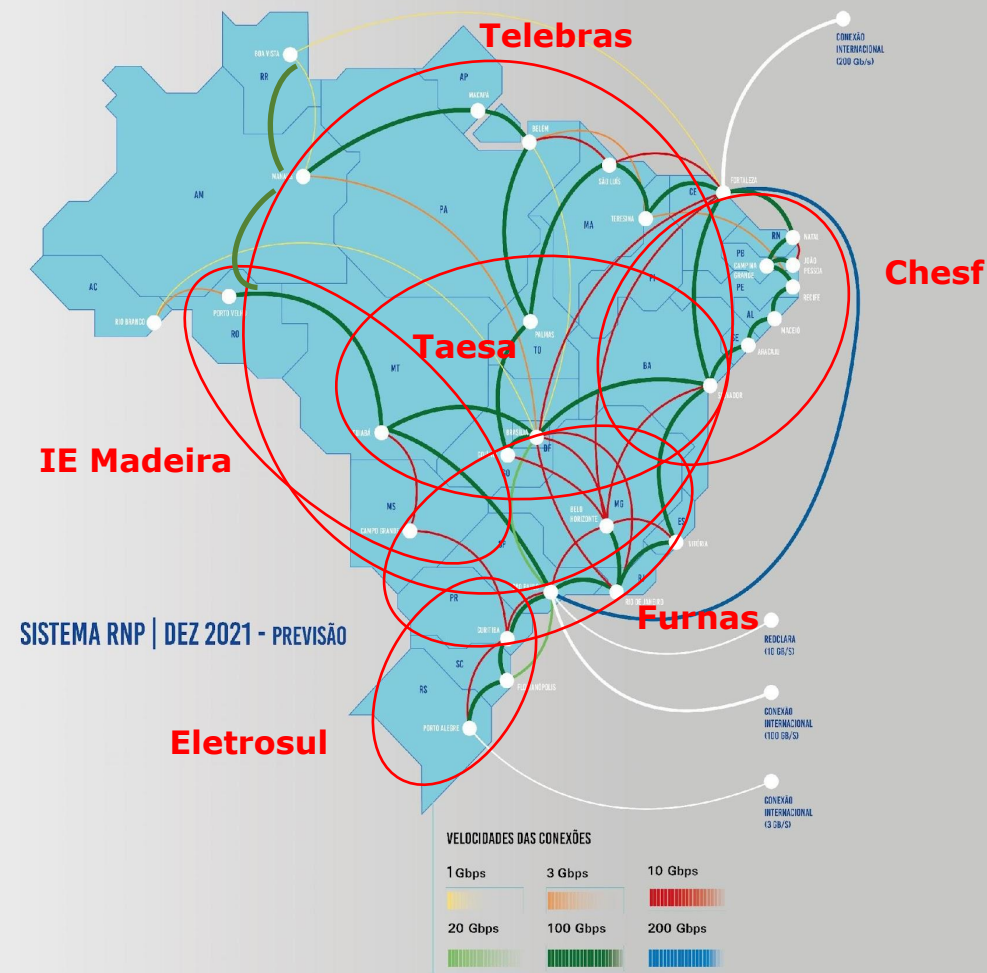 Telebras
CONEXÃO
INTERNACIONAL
(200 Gb/s)
BOA VISTA
RR
AP
MACAPÁ
BELÉM
AM
PA
SÃO LUÍS
MA
TERESINA
CE
FORTALEZA
RN
NATAL
PB
CAMPINA
GRANDE
JOÃO
PESSOA
Chesf
PE
RECIFE
PI
AC
RIO BRANCO
PORTO VELHO
RO
AL
MACEIÓ
SE
ARACAJU
PALMAS
TO
Taesa
MT
BA
SALVADOR
CUIABÁ
BRASÍLIA
DF
GO
IE Madeira
MS
CAMPO GRANDE
MG
BELO
HORIZONTE
ES
VITÓRIA
SP
RJ
RIO DE JANEIRO
PR
Furnas
SISTEMA RNP | DEZ 2021 - PREVISÃO
CURITIBA
REDCLARA
(10 GB/S)
SC
FLORIANÓPOLIS
RS
CONEXÃO
INTERNACIONAL
(100 GB/S)
PORTO ALEGRE
Eletrosul
CONEXÃO
INTERNACIONAL
(3 GB/S)
VELOCIDADES DAS CONEXÕES
1 Gbps
3 Gbps
10 Gbps
20 Gbps
100 Gbps
200 Gbps